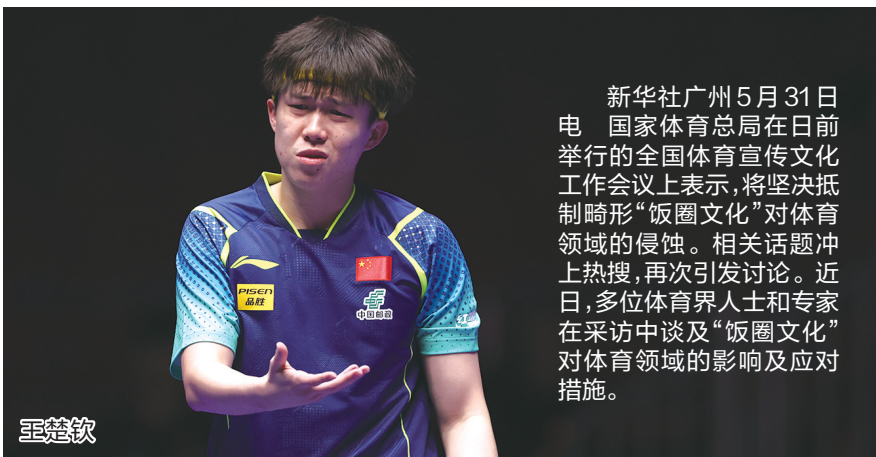 新华社广州5月31日
电　国家体育总局在日前
举行的全国体育宣传文化
工作会议上表示，将坚决抵
制畸形“饭圈文化”对体育
领域的侵蚀。相关话题冲
上热搜，再次引发讨论。近
日，多位体育界人士和专家
在采访中谈及“饭圈文化”
对体育领域的影响及应对
措施。
PISEN
品胜
中国邮政
王楚钦